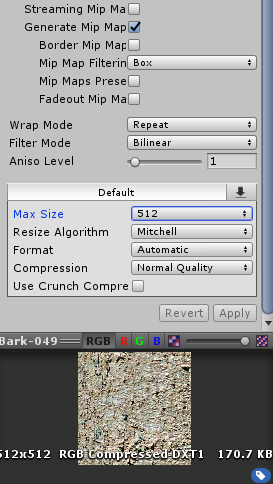 Streaming Mip Ma
Generate Mip Map
Border Mip Map
Mip Map Filterin Box
Mip Maps Prese
Fadeout Mip Ma
Wrap Mode Repeat
Filter Mode Bilinear
Aniso Level 1
Default
Max Size 512
Resize Algorithm Mitchell
Format Automatic
Compression Normal Quality
Use Crunch Compre
Revert Apply
Bark-049 RGB R G B
512x512 RGB Compressed DXT1 170.7 KB